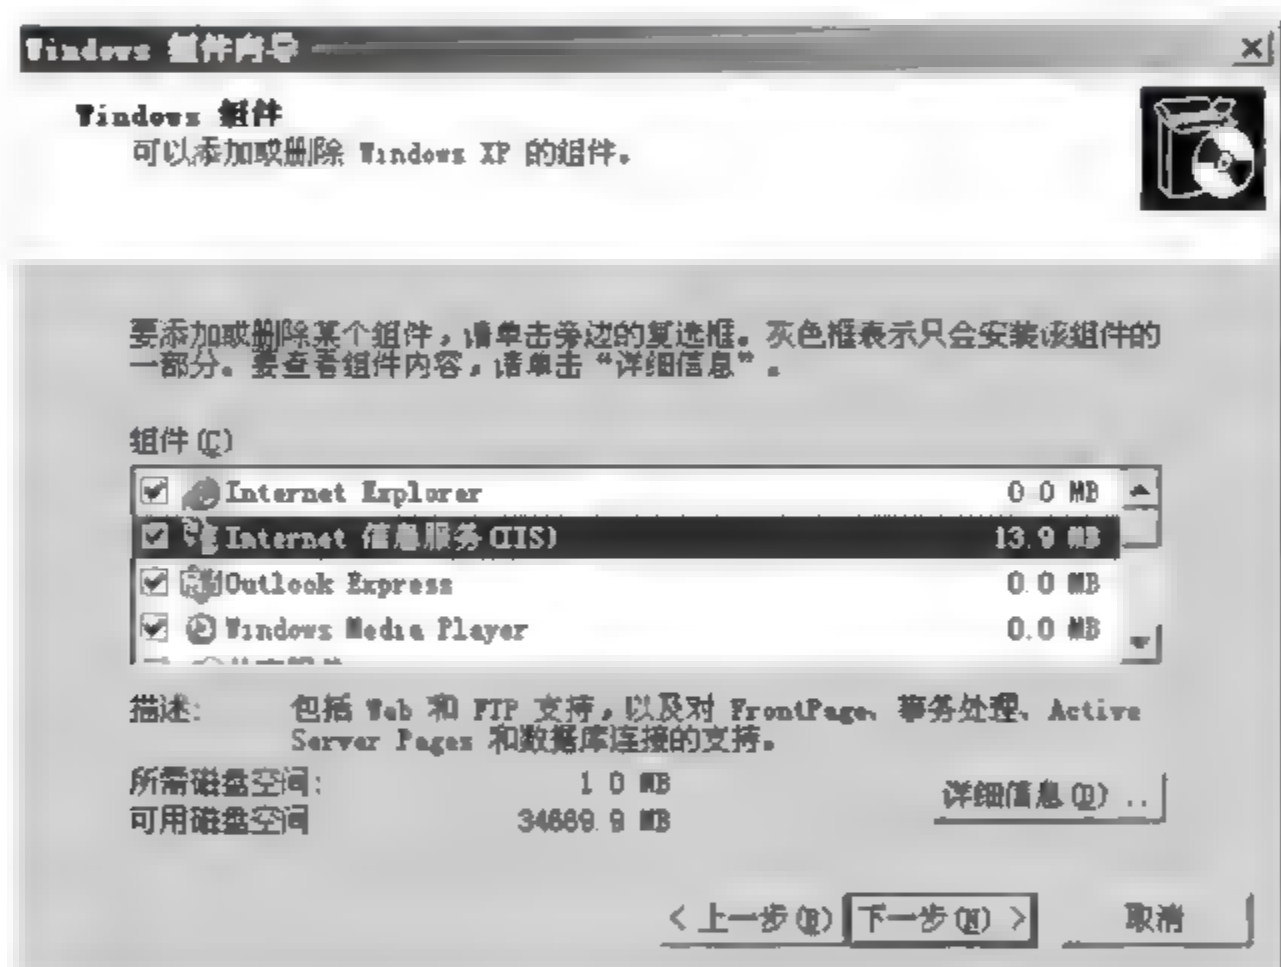 Windows 组件向导
Windows 组件
可以添加或删除 Windows XP 的组件。
要添加或删除某个组件，请单击旁边的复选框。灰色框表示只会安装该组件的
一部分。要查看组件内容，请单击“详细信息”。
组件(C)
Internet Explorer 0 0 MB
Internet 信息服务(IIS) 13.9 MB
Outlook Express 0.0 MB
Windows Media Player 0.0 MB
描述: 包括 Web 和 FTP 支持，以及对 FrontPage、事务处理、Active
Server Pages 和数据库连接的支持。
所需磁盘空间: 1 0 MB
可用磁盘空间 MB
详细信息(D) ..
< 上一步(B) 下一步(N) > 取消